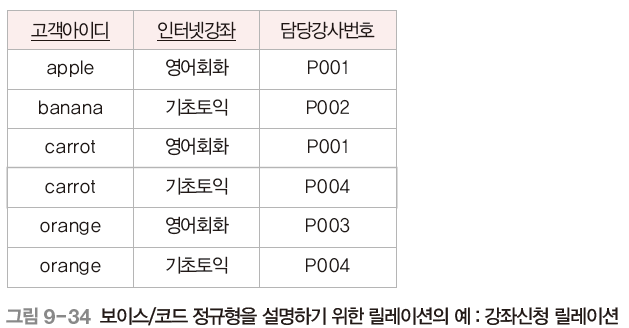 고객아이디 인터넷강좌 담당강사번호
apple 영어회화 P001
banana 기초토익 P002
carrot 영어회화 P001
carrot 기초토익 P004
orange 영어회화 P003
orange 기초토익 P004
그림 9-34 보이스/코드 정규형을 설명하기 위한 릴레이션의 예 : 강좌신청 릴레이션